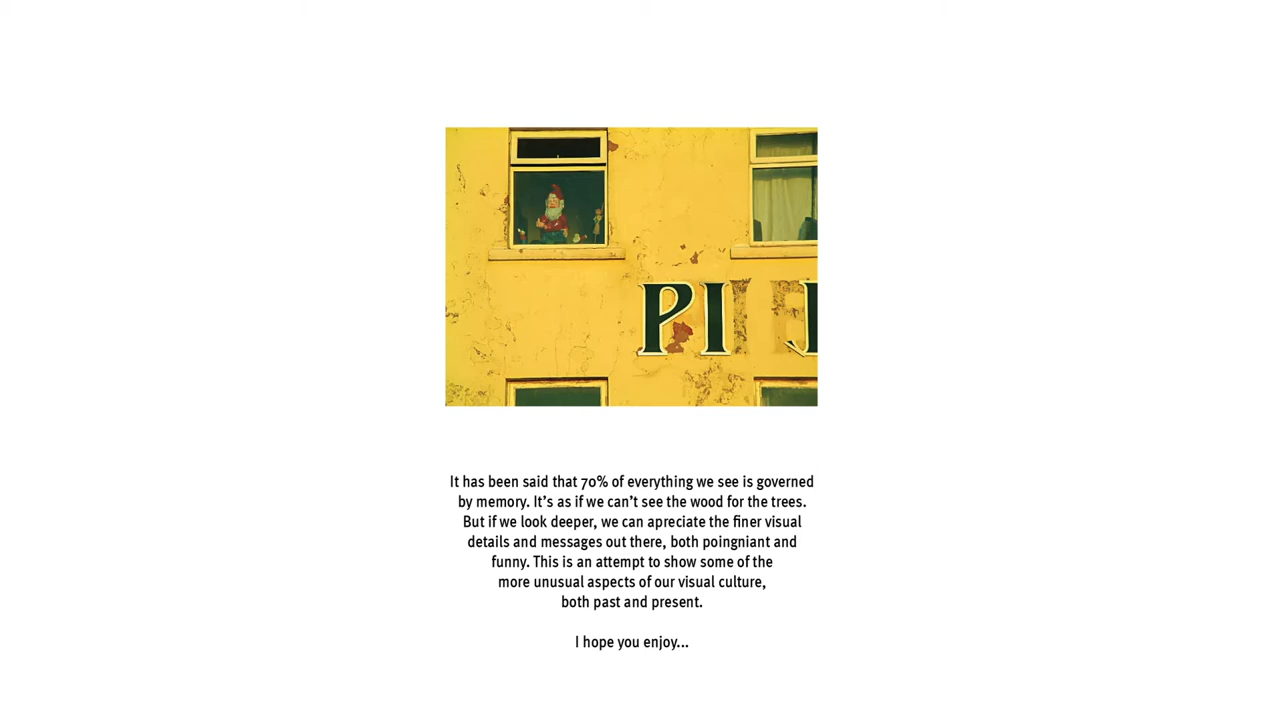 PI J
It has been said that 70% of everything we see is governed
by memory. It's as if we can't see the wood for the trees.
But if we look deeper, we can apreciate the finer visual
details and messages out there, both poingniant and
funny. This is an attempt to show some of the
more unusual aspects of our visual culture,
both past and present.
I hope you enjoy...